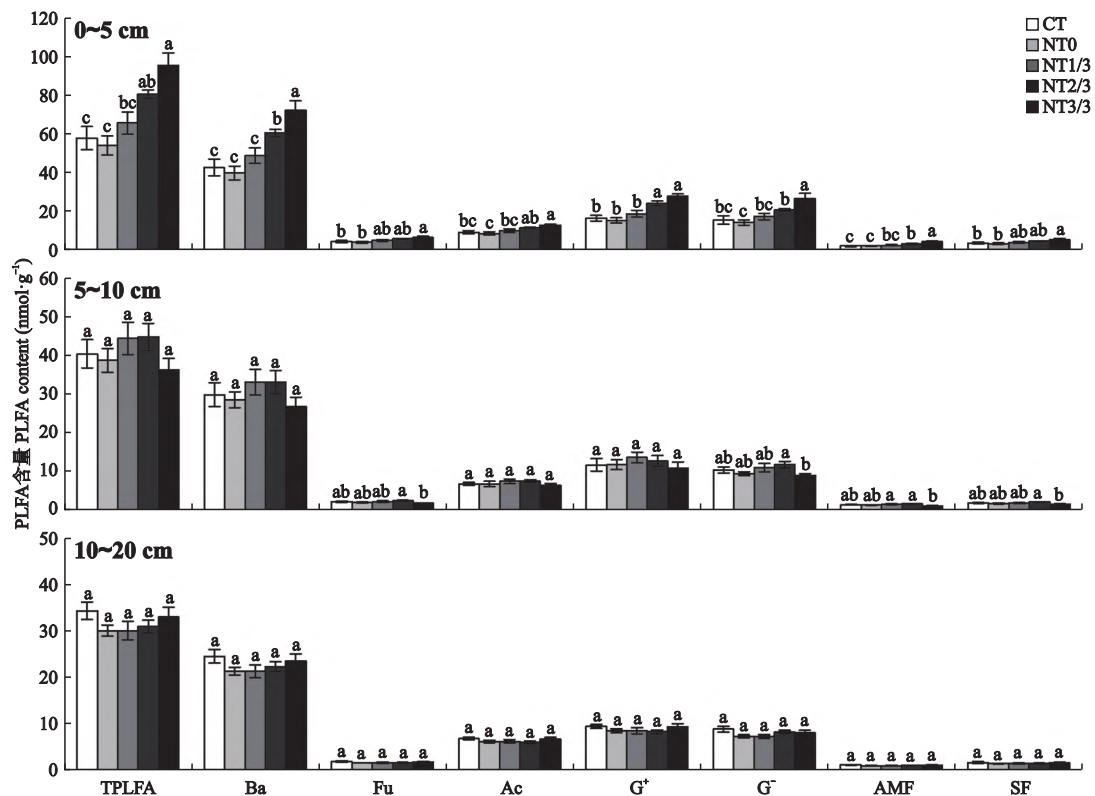 0~5 cm
CT
NT0
NT1/3
NT2/3
NT3/3
120
100
80
60
40
20
0
c c bc ab a
c c c b a
b b ab ab a
bc c bc ab a
b b b a a
bc c bc b a
c c bc b a
b b ab ab a
PLFA含量 PLFA content (nmol·g⁻¹)
5~10 cm
60
50
40
30
20
10
0
a a a a a
a a a a a
ab ab ab a b
a a a a a
a a a a a
ab ab ab a b
ab ab a a b
ab ab ab a b
10~20 cm
50
40
30
20
10
0
a a a a a
a a a a a
a a a a a
a a a a a
a a a a a
a a a a a
a a a a a
a a a a a
TPLFA Ba Fu Ac G⁺ G⁻ AMF SF